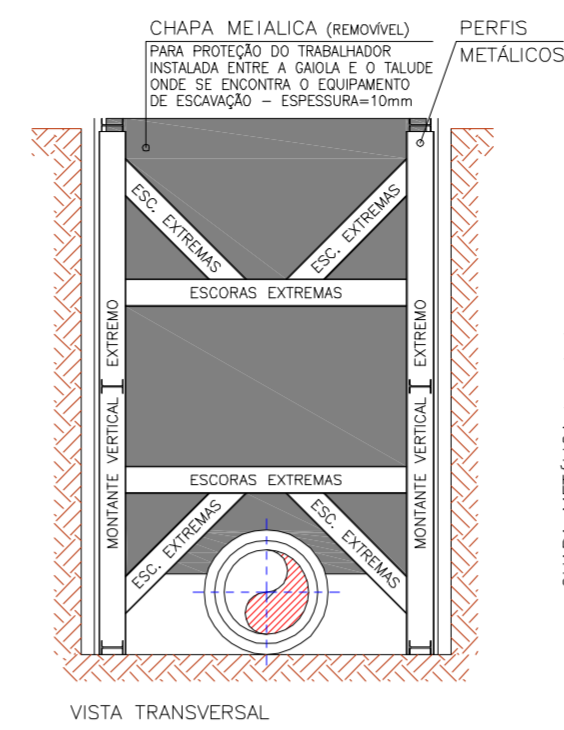 CHAPA MEIALICA (REMOVÍVEL)
PARA PROTEÇÃO DO TRABALHADOR
INSTALADA ENTRE A GAIOLA E O TALUDE
ONDE SE ENCONTRA O EQUIPAMENTO
DE ESCAVAÇÃO – ESPESSURA=10mm
PERFIS
METÁLICOS
ESC. EXTREMAS
ESC. EXTREMAS
ESCORAS EXTREMAS
MONTANTE VERTICAL EXTREMO
MONTANTE VERTICAL EXTREMO
ESCORAS EXTREMAS
ESC. EXTREMAS
ESC. EXTREMAS
VISTA TRANSVERSAL